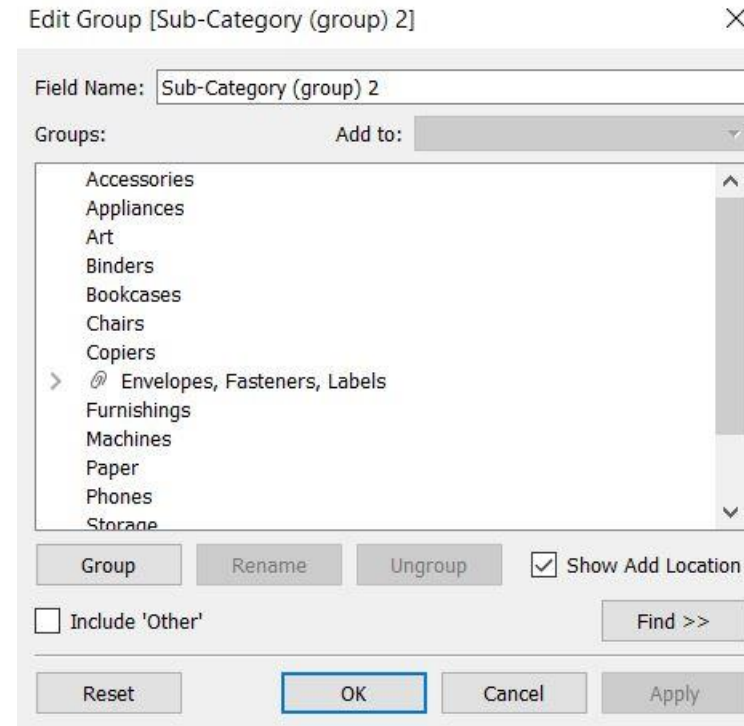 Edit Group [Sub-Category (group) 2]
Field Name: Sub-Category (group) 2
Groups: Add to:
Accessories
Appliances
Art
Binders
Bookcases
Chairs
Copiers
Envelopes, Fasteners, Labels
Furnishings
Machines
Paper
Phones
Storage
Group Rename Ungroup Show Add Location
Include 'Other' Find >>
Reset OK Cancel Apply